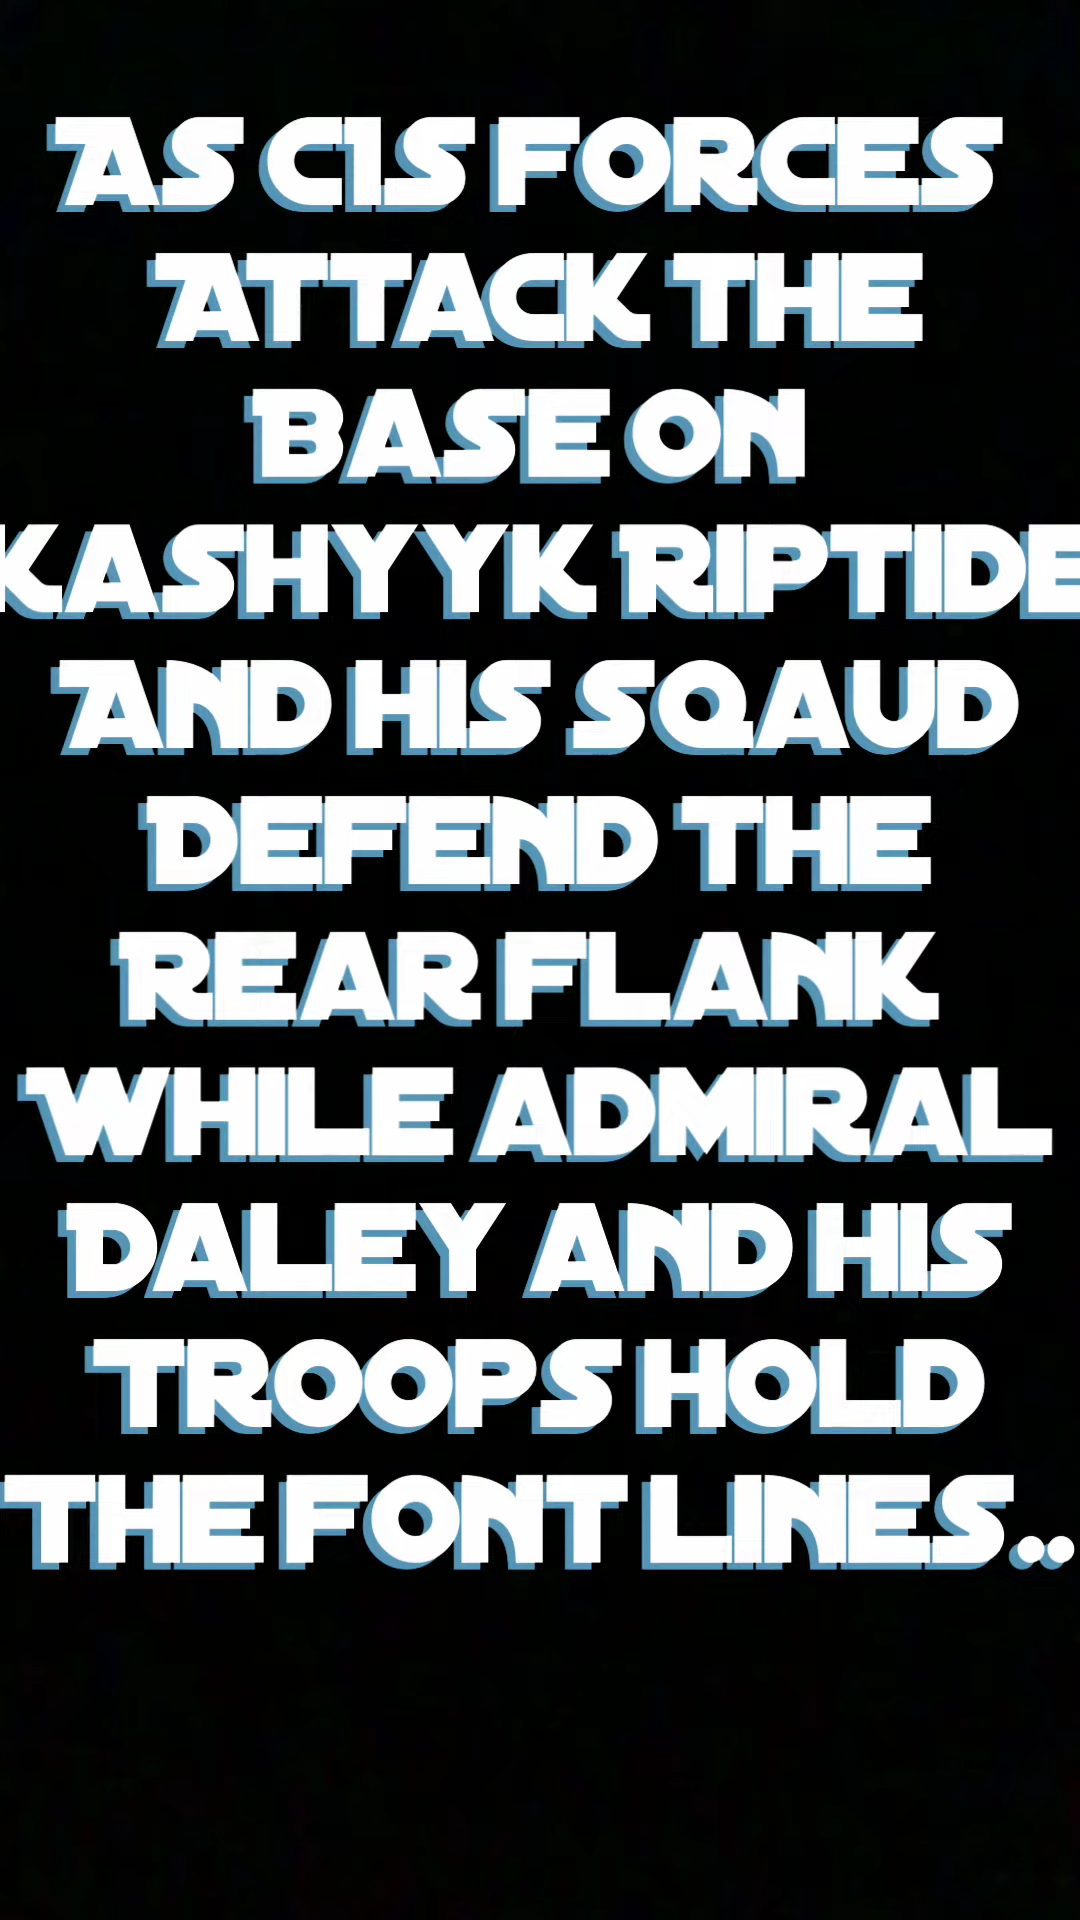 AS C1S FORCES
ATTACK THE
BASE ON
KASHYYK RIPTIDE
AND HIS SQAUD
DEFEND THE
REAR FLANK
WHILE ADMIRAL
DALEY AND HIS
TROOPS HOLD
THE FONT LINES..